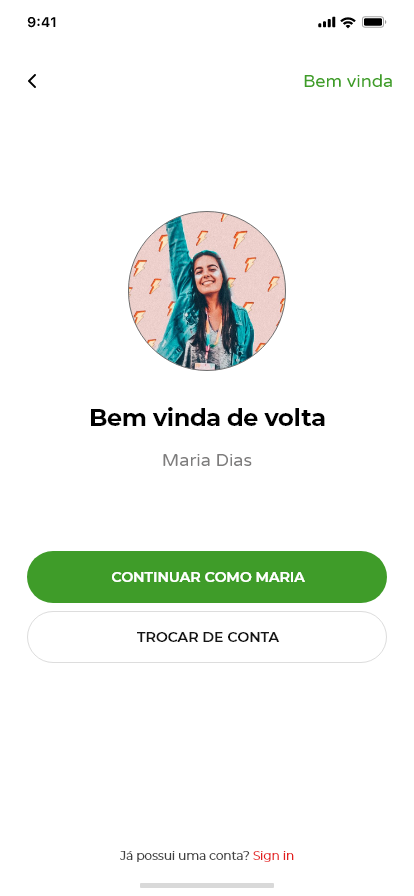 9:41
Bem vinda
Bem vinda de volta
Maria Dias
CONTINUAR COMO MARIA
TROCAR DE CONTA
Já possui uma conta? Sign in